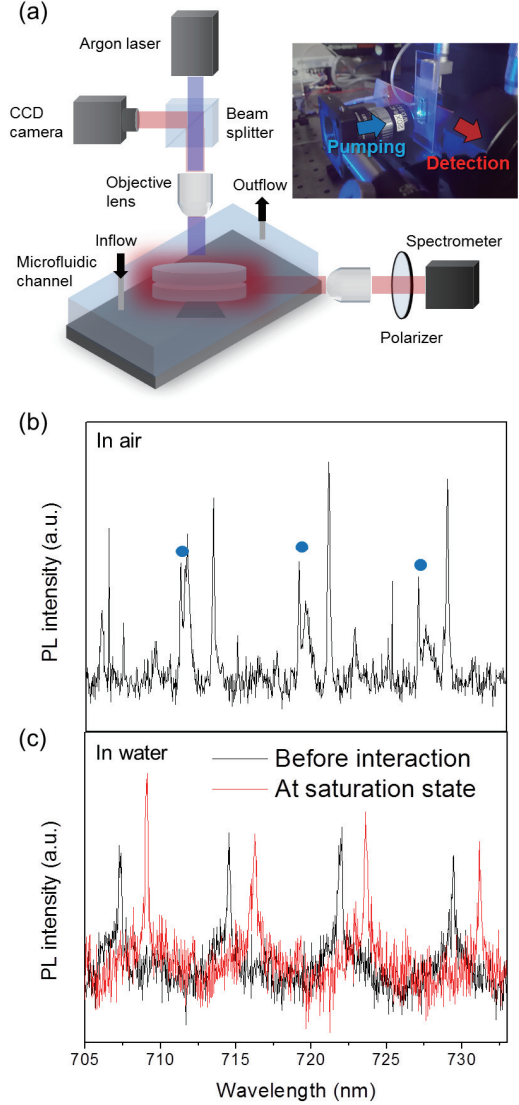 (a)
Argon laser
CCD
camera
Beam
splitter
Objective
lens
Outflow
Inflow
Microfluidic
channel
Pumping
Detection
Spectrometer
Polarizer
(b)
In air
PL intensity (a.u.)
(c)
In water
Before interaction
At saturation state
PL intensity (a.u.)
705 710 715 720 725 730
Wavelength (nm)